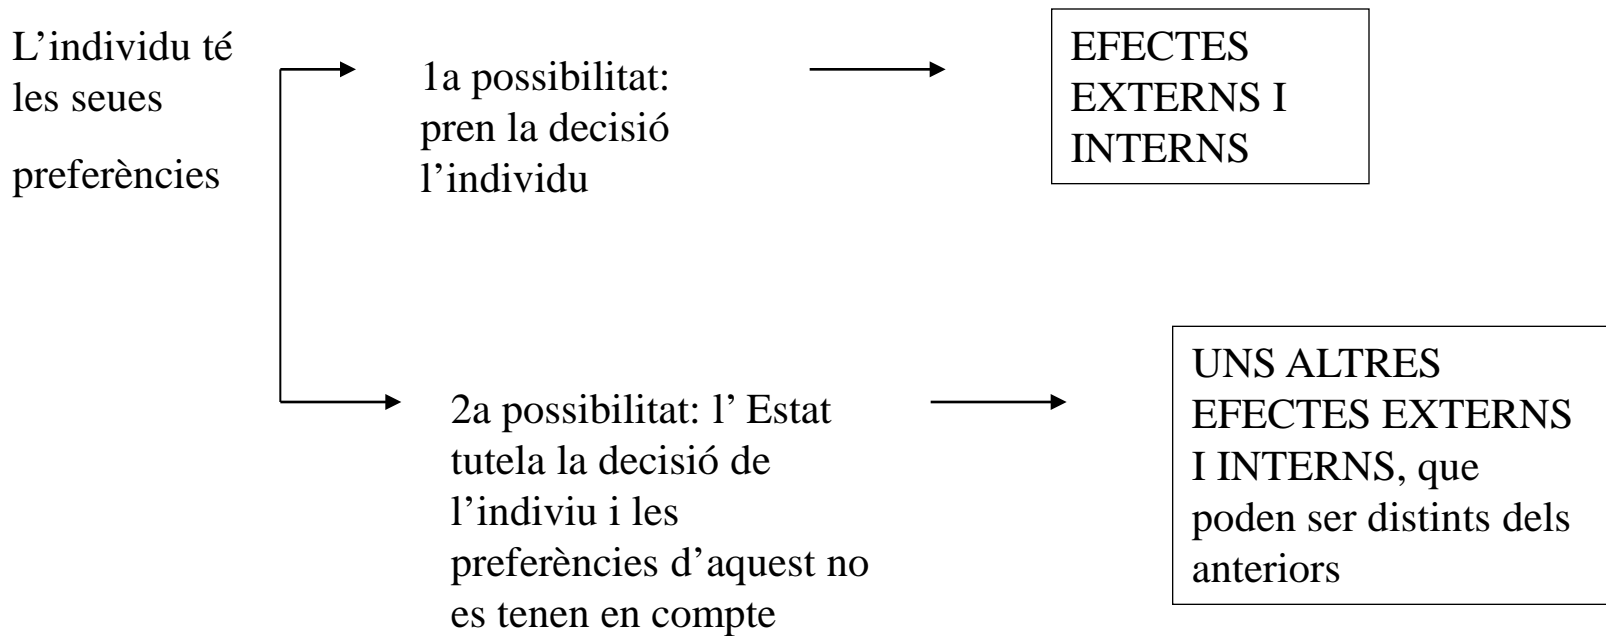 L’individu té
les seues
preferències
1a possibilitat:
pren la decisió
l’individu
EFECTES
EXTERNS I
INTERNS
2a possibilitat: l’ Estat
tutela la decisió de
l’indiviu i les
preferències d’aquest no
es tenen en compte
UNS ALTRES
EFECTES EXTERNS
I INTERNS, que
poden ser distints dels
anteriors